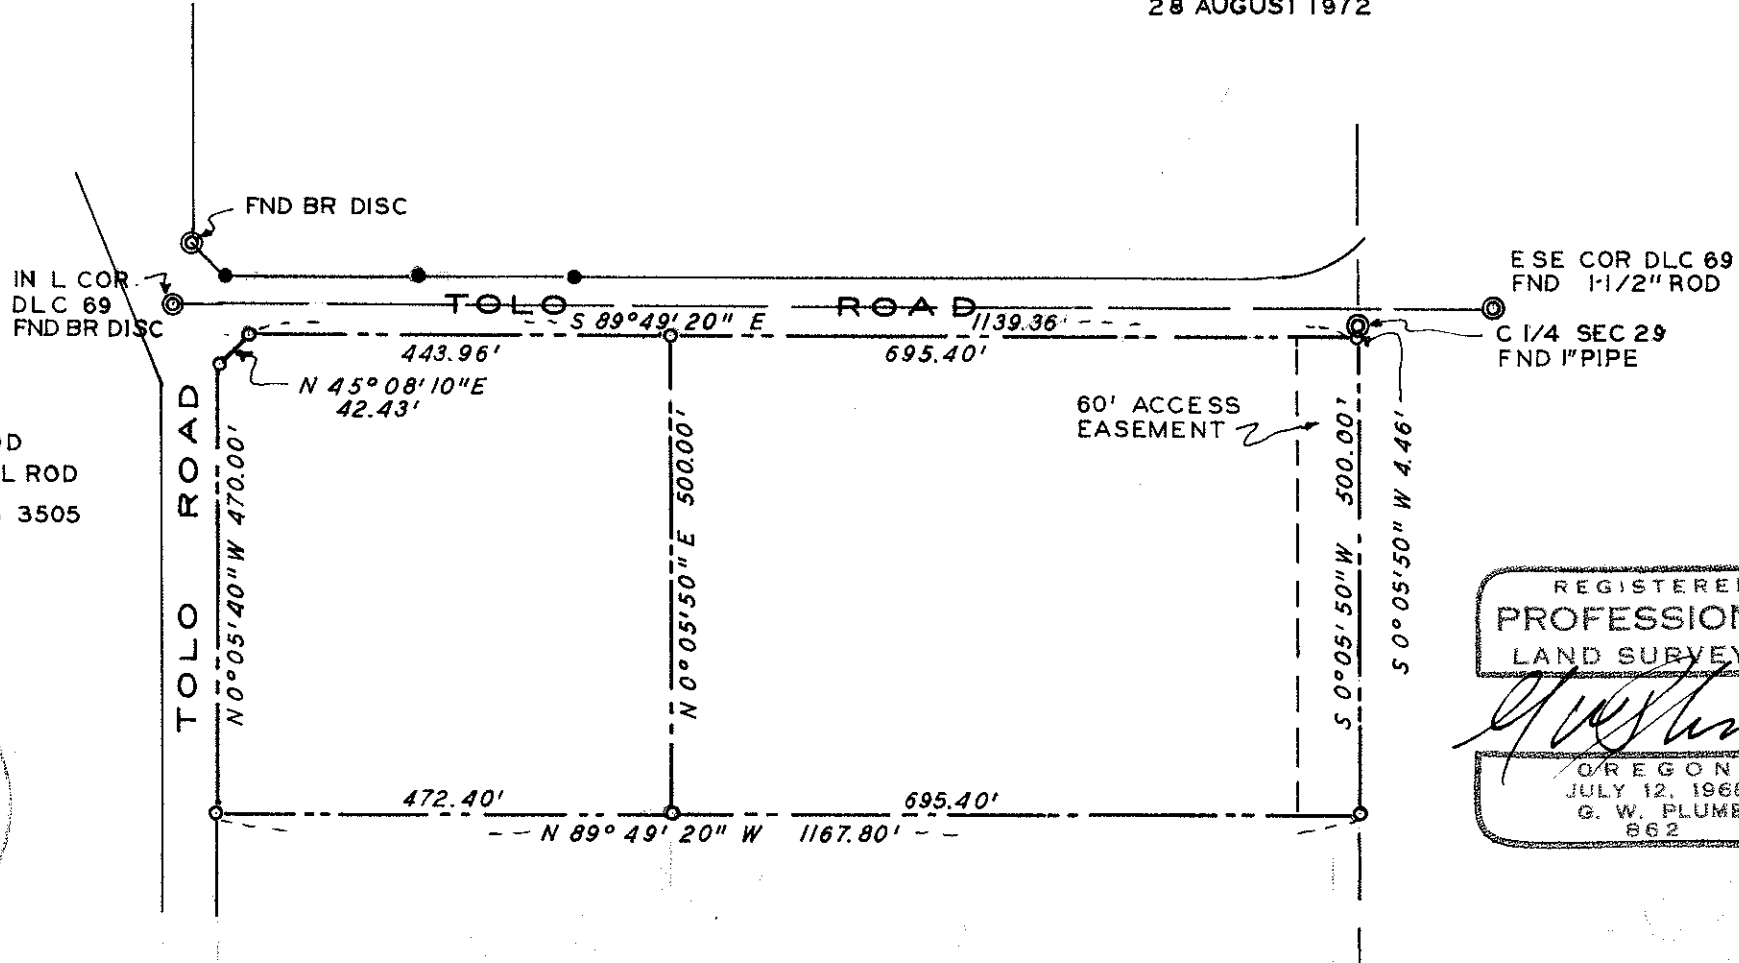 28 AUGUST 1972
FND BR DISC
IN L COR
DLC 69
FND BR DISC
E SE COR DLC 69
FND 1-1/2" ROD
TOLO ROAD
S 89°49'20" E 1139.36'
C 1/4 SEC 29
FND 1" PIPE
443.96'
695.40'
N 45°08'10"E
42.43'
60' ACCESS
EASEMENT
L ROD
3505
TOLO ROAD
N 0°05'40"W 470.00'
N 0°05'50"E 500.00'
S 0°05'50"W 500.00'
S 0°05'50"W 4.46'
472.40'
695.40'
N 89°49'20" W 1167.80'
REGISTERE
PROFESSION
LAND SURVEY
OREGON
JULY 12, 196
G. W. PLUMB
862